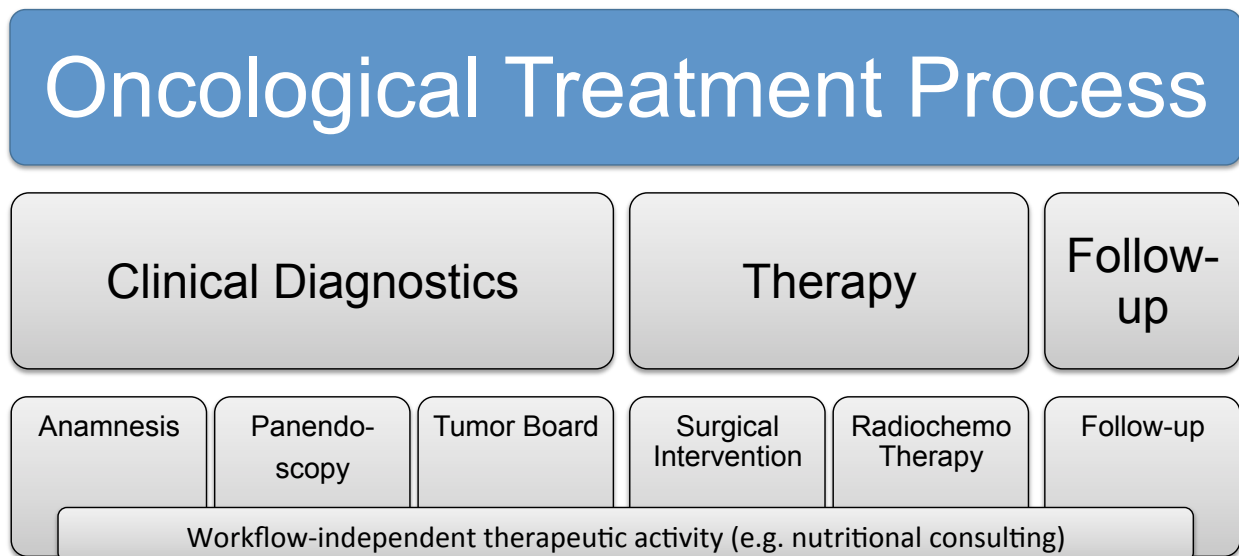 Oncological Treatment Process
Clinical Diagnostics
Therapy
Follow-
up
Anamnesis
Panendo-
scopy
Tumor Board
Surgical
Intervention
Radiochemo
Therapy
Follow-up
Workflow-independent therapeutic activity (e.g. nutritional consulting)